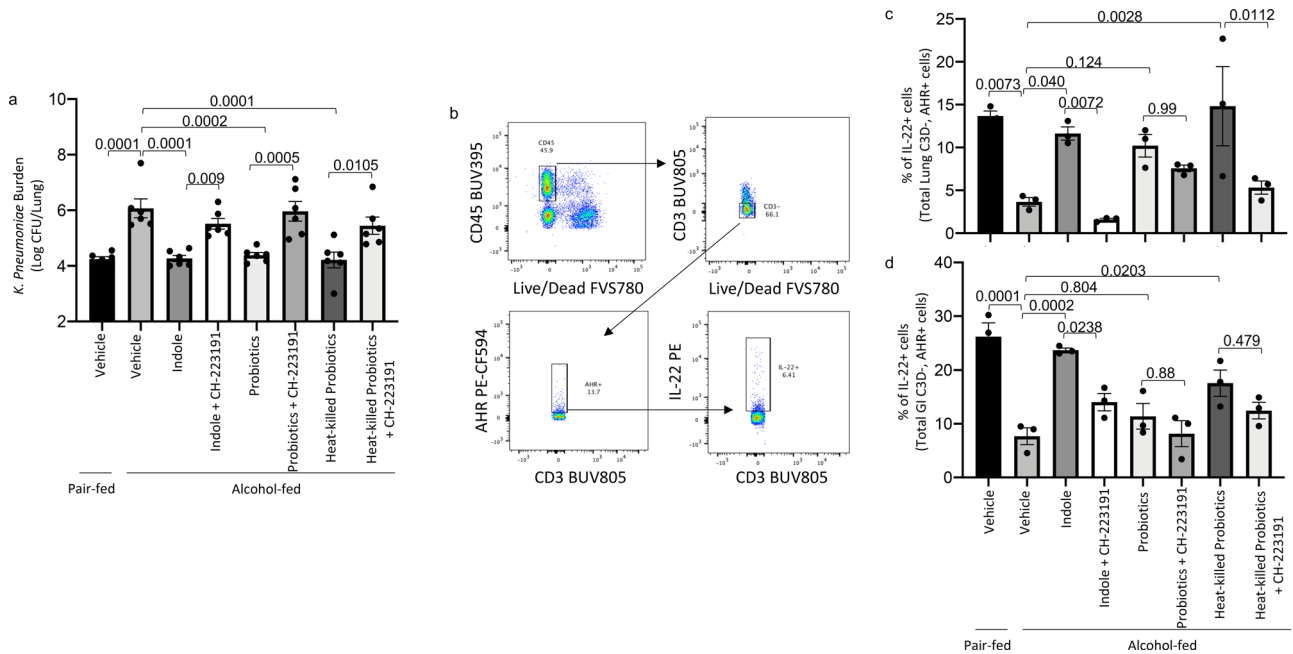 a
K. Pneumoniae Burden
(Log CFU/Lung)
10
8
6
4
2
0.0001
0.0002
0.0001
0.0001
0.009
0.0005
0.0105
Vehicle
Vehicle
Indole
Indole + CH-223191
Probiotics
Probiotics + CH-223191
Heat-killed Probiotics
Heat-killed Probiotics
+ CH-223191
Pair-fed
Alcohol-fed
b
CD45 BUV395
CD45
45.9
Live/Dead FVS780
CD3 BUV805
CD3-
66.1
Live/Dead FVS780
AHR PE-CF594
AHR+
13.7
CD3 BUV805
IL-22 PE
IL-22+
6.41
CD3 BUV805
c
% of IL-22+ cells
(Total Lung C3D-, AHR+ cells)
25
20
15
10
5
0
0.0028
0.0112
0.124
0.0073
0.040
0.0072
0.99
d
% of IL-22+ cells
(Total GI C3D-, AHR+ cells)
40
30
20
10
0
0.0203
0.804
0.0001
0.0002
0.0238
0.479
0.88
Vehicle
Vehicle
Indole
Indole + CH-223191
Probiotics
Probiotics + CH-223191
Heat-killed Probiotics
Heat-killed Probiotics
+ CH-223191
Pair-fed
Alcohol-fed